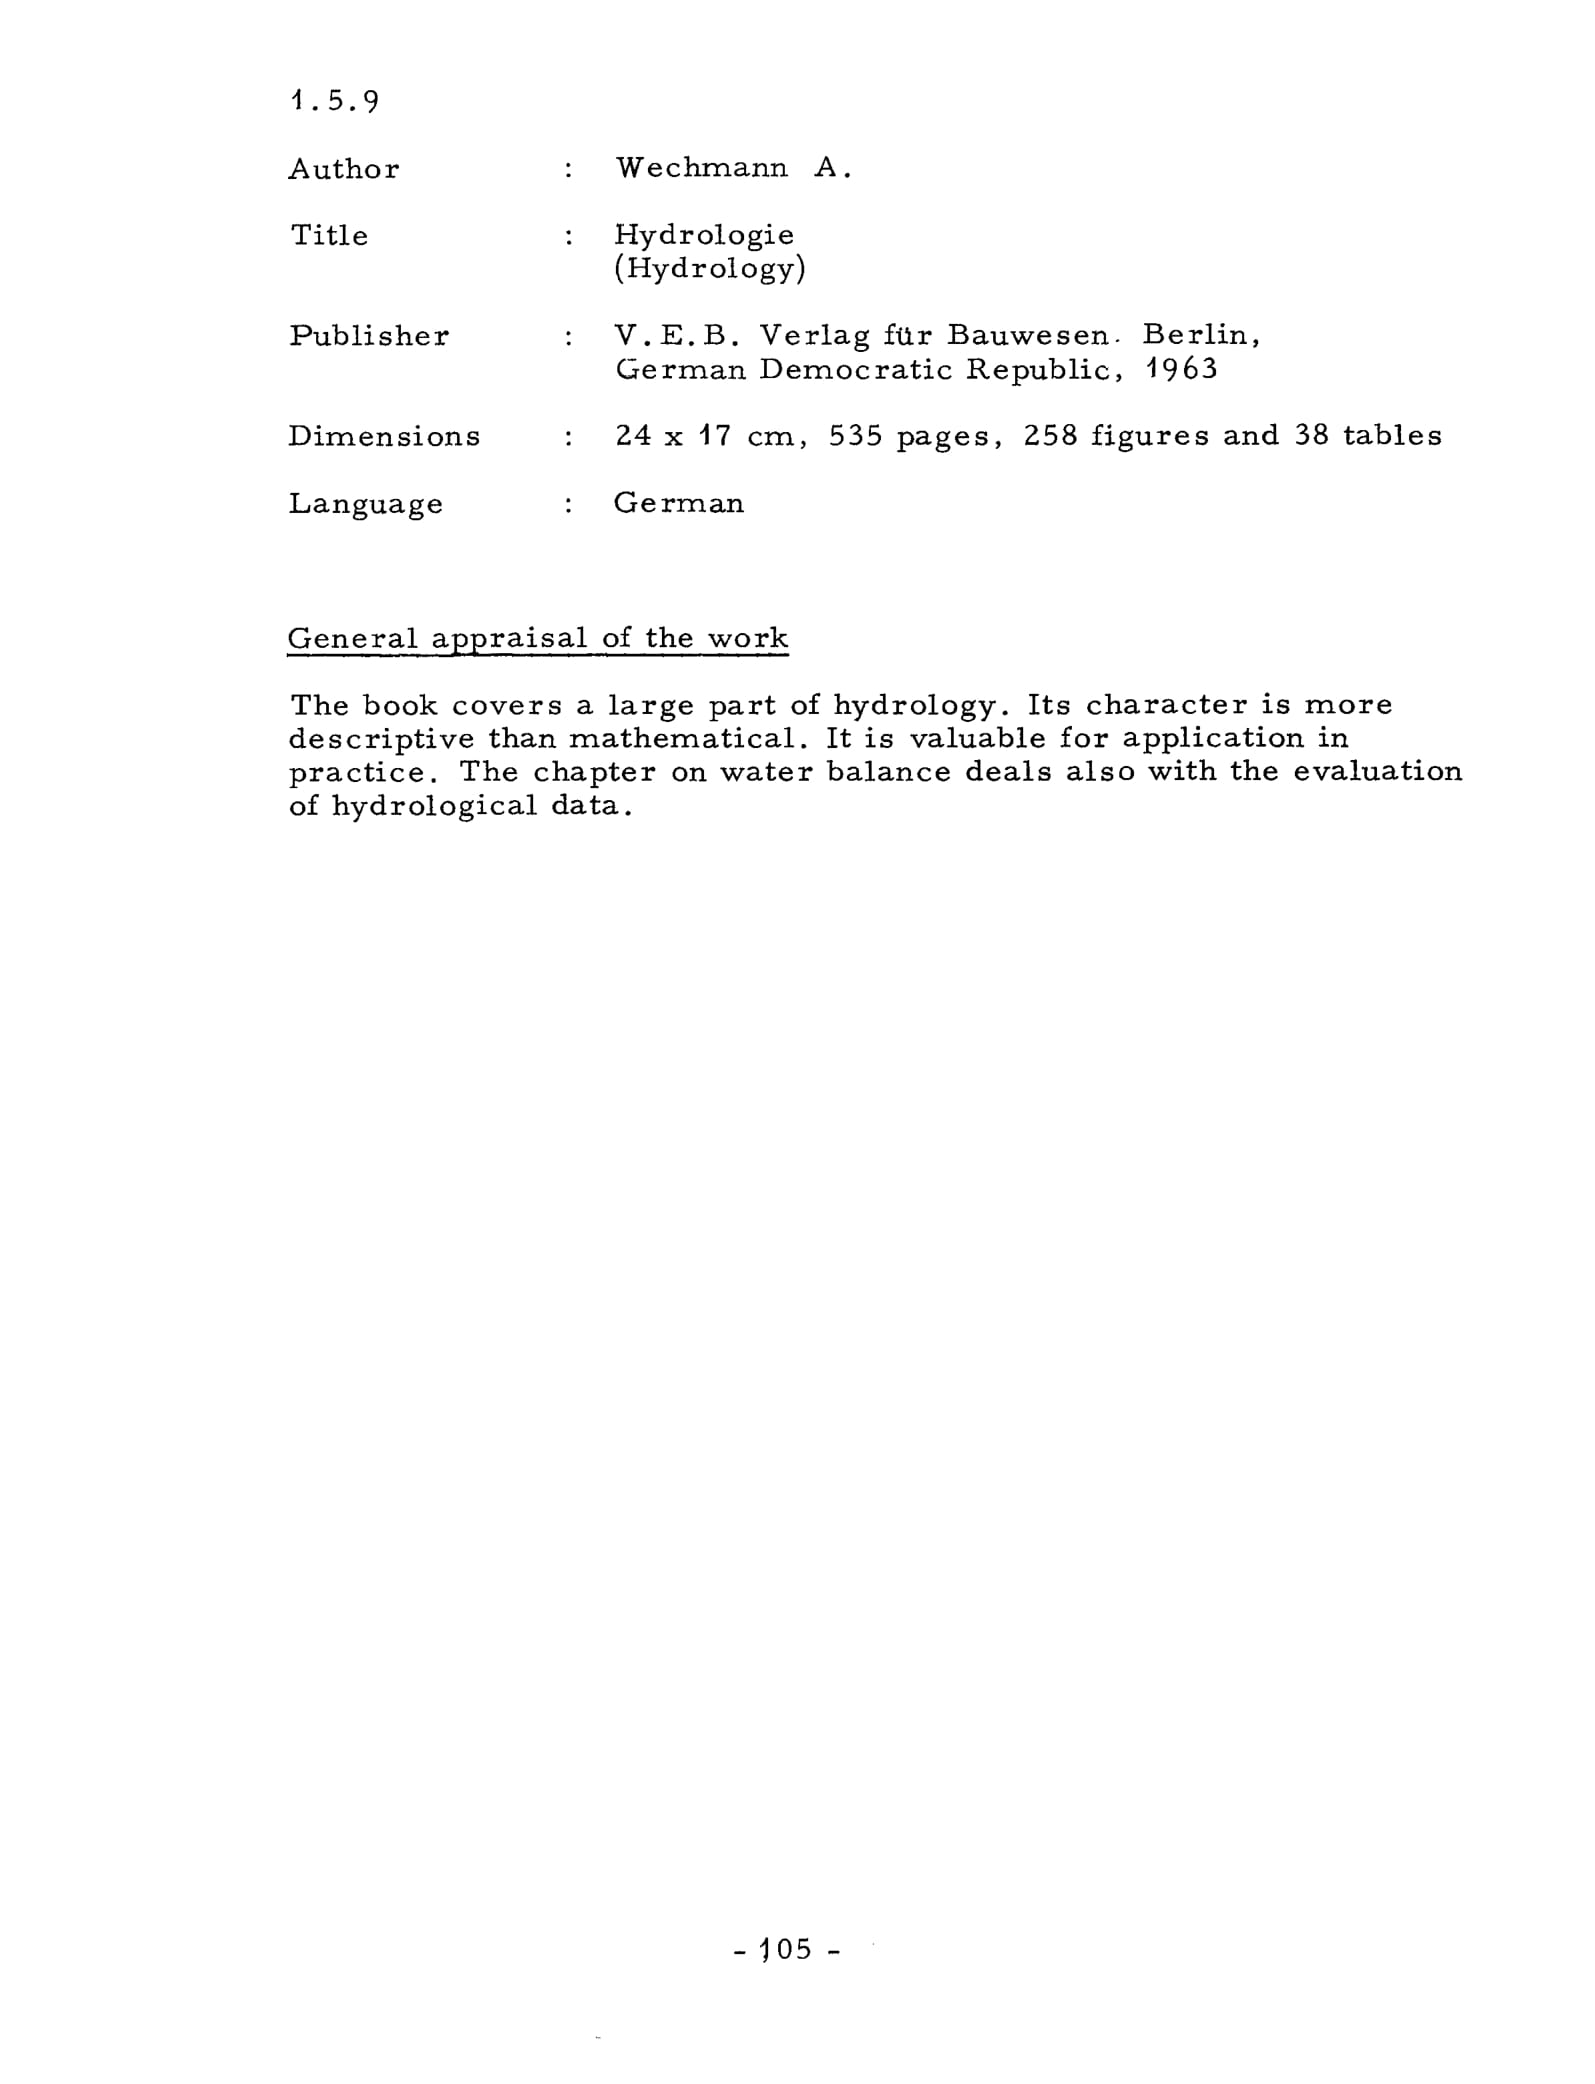 1.5.9
Author : Wechmann A.
Title : Hydrologie
(Hydrology)
Publisher : V.E.B. Verlag für Bauwesen. Berlin,
German Democratic Republic, 1963
Dimensions : 24 x 17 cm, 535 pages, 258 figures and 38 tables
Language : German
General appraisal of the work
The book covers a large part of hydrology. Its character is more
descriptive than mathematical. It is valuable for application in
practice. The chapter on water balance deals also with the evaluation
of hydrological data.
- 105 -